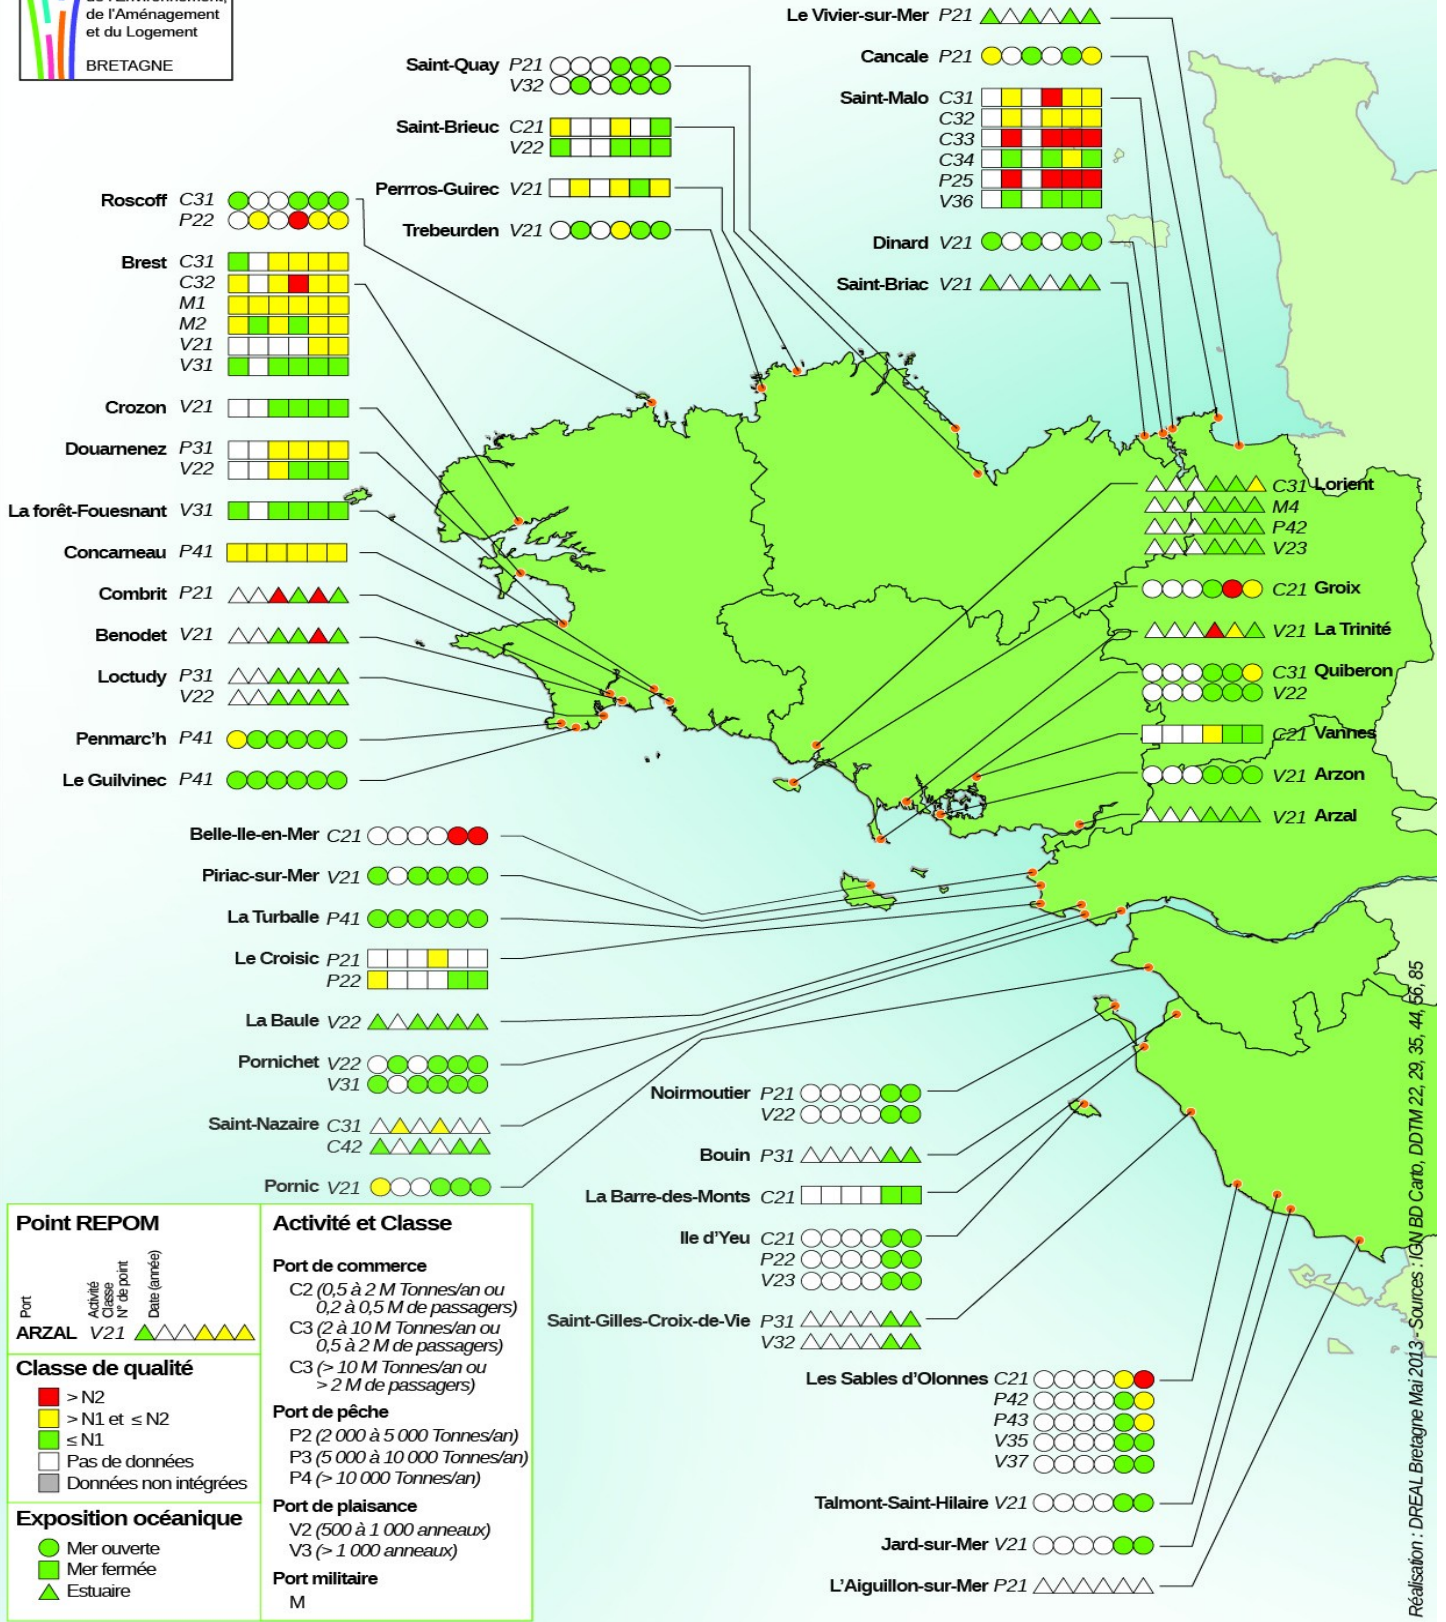 de l'Aménagement
et du Logement
BRETAGNE
Le Vivier-sur-Mer P21
Cancale P21
Saint-Malo C31
C32
C33
C34
P25
V36
Dinard V21
Saint-Briac V21
Saint-Quay P21
V32
Saint-Brieuc C21
V22
Perrros-Guirec V21
Trebeurden V21
Roscoff C31
P22
Brest C31
C32
M1
M2
V21
V31
Crozon V21
Douarnenez P31
V22
La forêt-Fouesnant V31
Concarneau P41
Combrit P21
Benodet V21
Loctudy P31
V22
Penmarc'h P41
Le Guilvinec P41
C31 Lorient
M4
P42
V23
C21 Groix
V21 La Trinité
C31 Quiberon
V22
C21 Vannes
V21 Arzon
V21 Arzal
Belle-Ile-en-Mer C21
Piriac-sur-Mer V21
La Turballe P41
Le Croisic P21
P22
La Baule V22
Pornichet V22
V31
Saint-Nazaire C31
C42
Pornic V21
Noirmoutier P21
V22
Bouin P31
La Barre-des-Monts C21
Ile d'Yeu C21
P22
V23
Saint-Gilles-Croix-de-Vie P31
V32
Les Sables d'Olonnes C21
P42
P43
V35
V37
Talmont-Saint-Hilaire V21
Jard-sur-Mer V21
L'Aiguillon-sur-Mer P21
Point REPOM
Port
Activité
Classe
N° de point
Date (année)
ARZAL V21
Classe de qualité
> N2
> N1 et ≤ N2
≤ N1
Pas de données
Données non intégrées
Exposition océanique
Mer ouverte
Mer fermée
Estuaire
Activité et Classe
Port de commerce
C2 (0,5 à 2 M Tonnes/an ou
0,2 à 0,5 M de passagers)
C3 (2 à 10 M Tonnes/an ou
0,5 à 2 M de passagers)
C3 (> 10 M Tonnes/an ou
> 2 M de passagers)
Port de pêche
P2 (2 000 à 5 000 Tonnes/an)
P3 (5 000 à 10 000 Tonnes/an)
P4 (> 10 000 Tonnes/an)
Port de plaisance
V2 (500 à 1 000 anneaux)
V3 (> 1 000 anneaux)
Port militaire
M
Réalisation : DREAL Bretagne Mai 2013 - Sources : IGN BD Carto, DDTM 22, 29, 35, 44, 56, 85